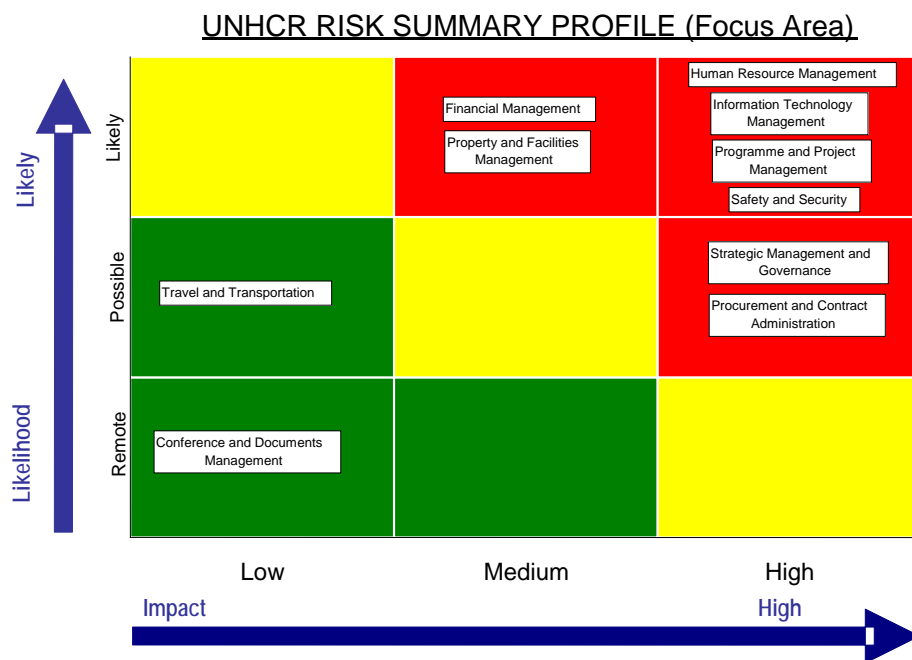 UNHCR RISK SUMMARY PROFILE (Focus Area)
Likely
Likelihood
Likely
Possible
Remote
Financial Management
Property and Facilities
Management
Human Resource Management
Information Technology
Management
Programme and Project
Management
Safety and Security
Travel and Transportation
Strategic Management and
Governance
Procurement and Contract
Administration
Conference and Documents
Management
Low
Medium
High
Impact
High